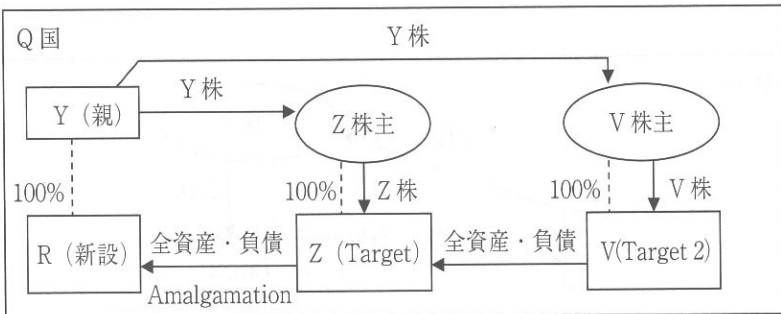 Q国
Y株
Y株
Y(親)
Z株主
V株主
100%
100%
Z株
100%
V株
R(新設)
全資産・負債
Z(Target)
全資産・負債
V(Target 2)
Amalgamation